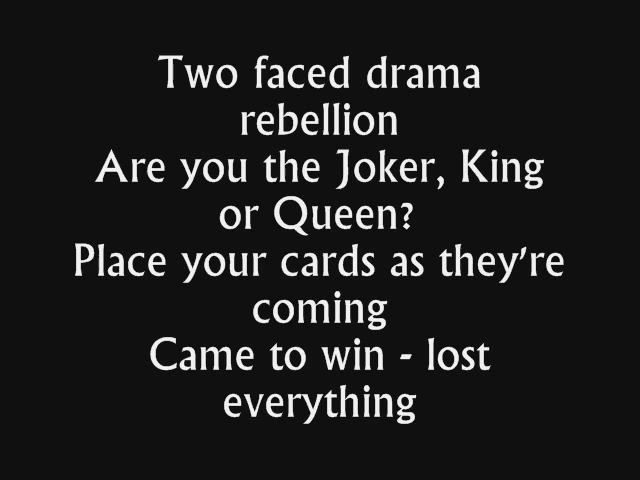 Two faced drama
rebellion
Are you the Joker, King
or Queen?
Place your cards as they're
coming
Came to win - lost
everything